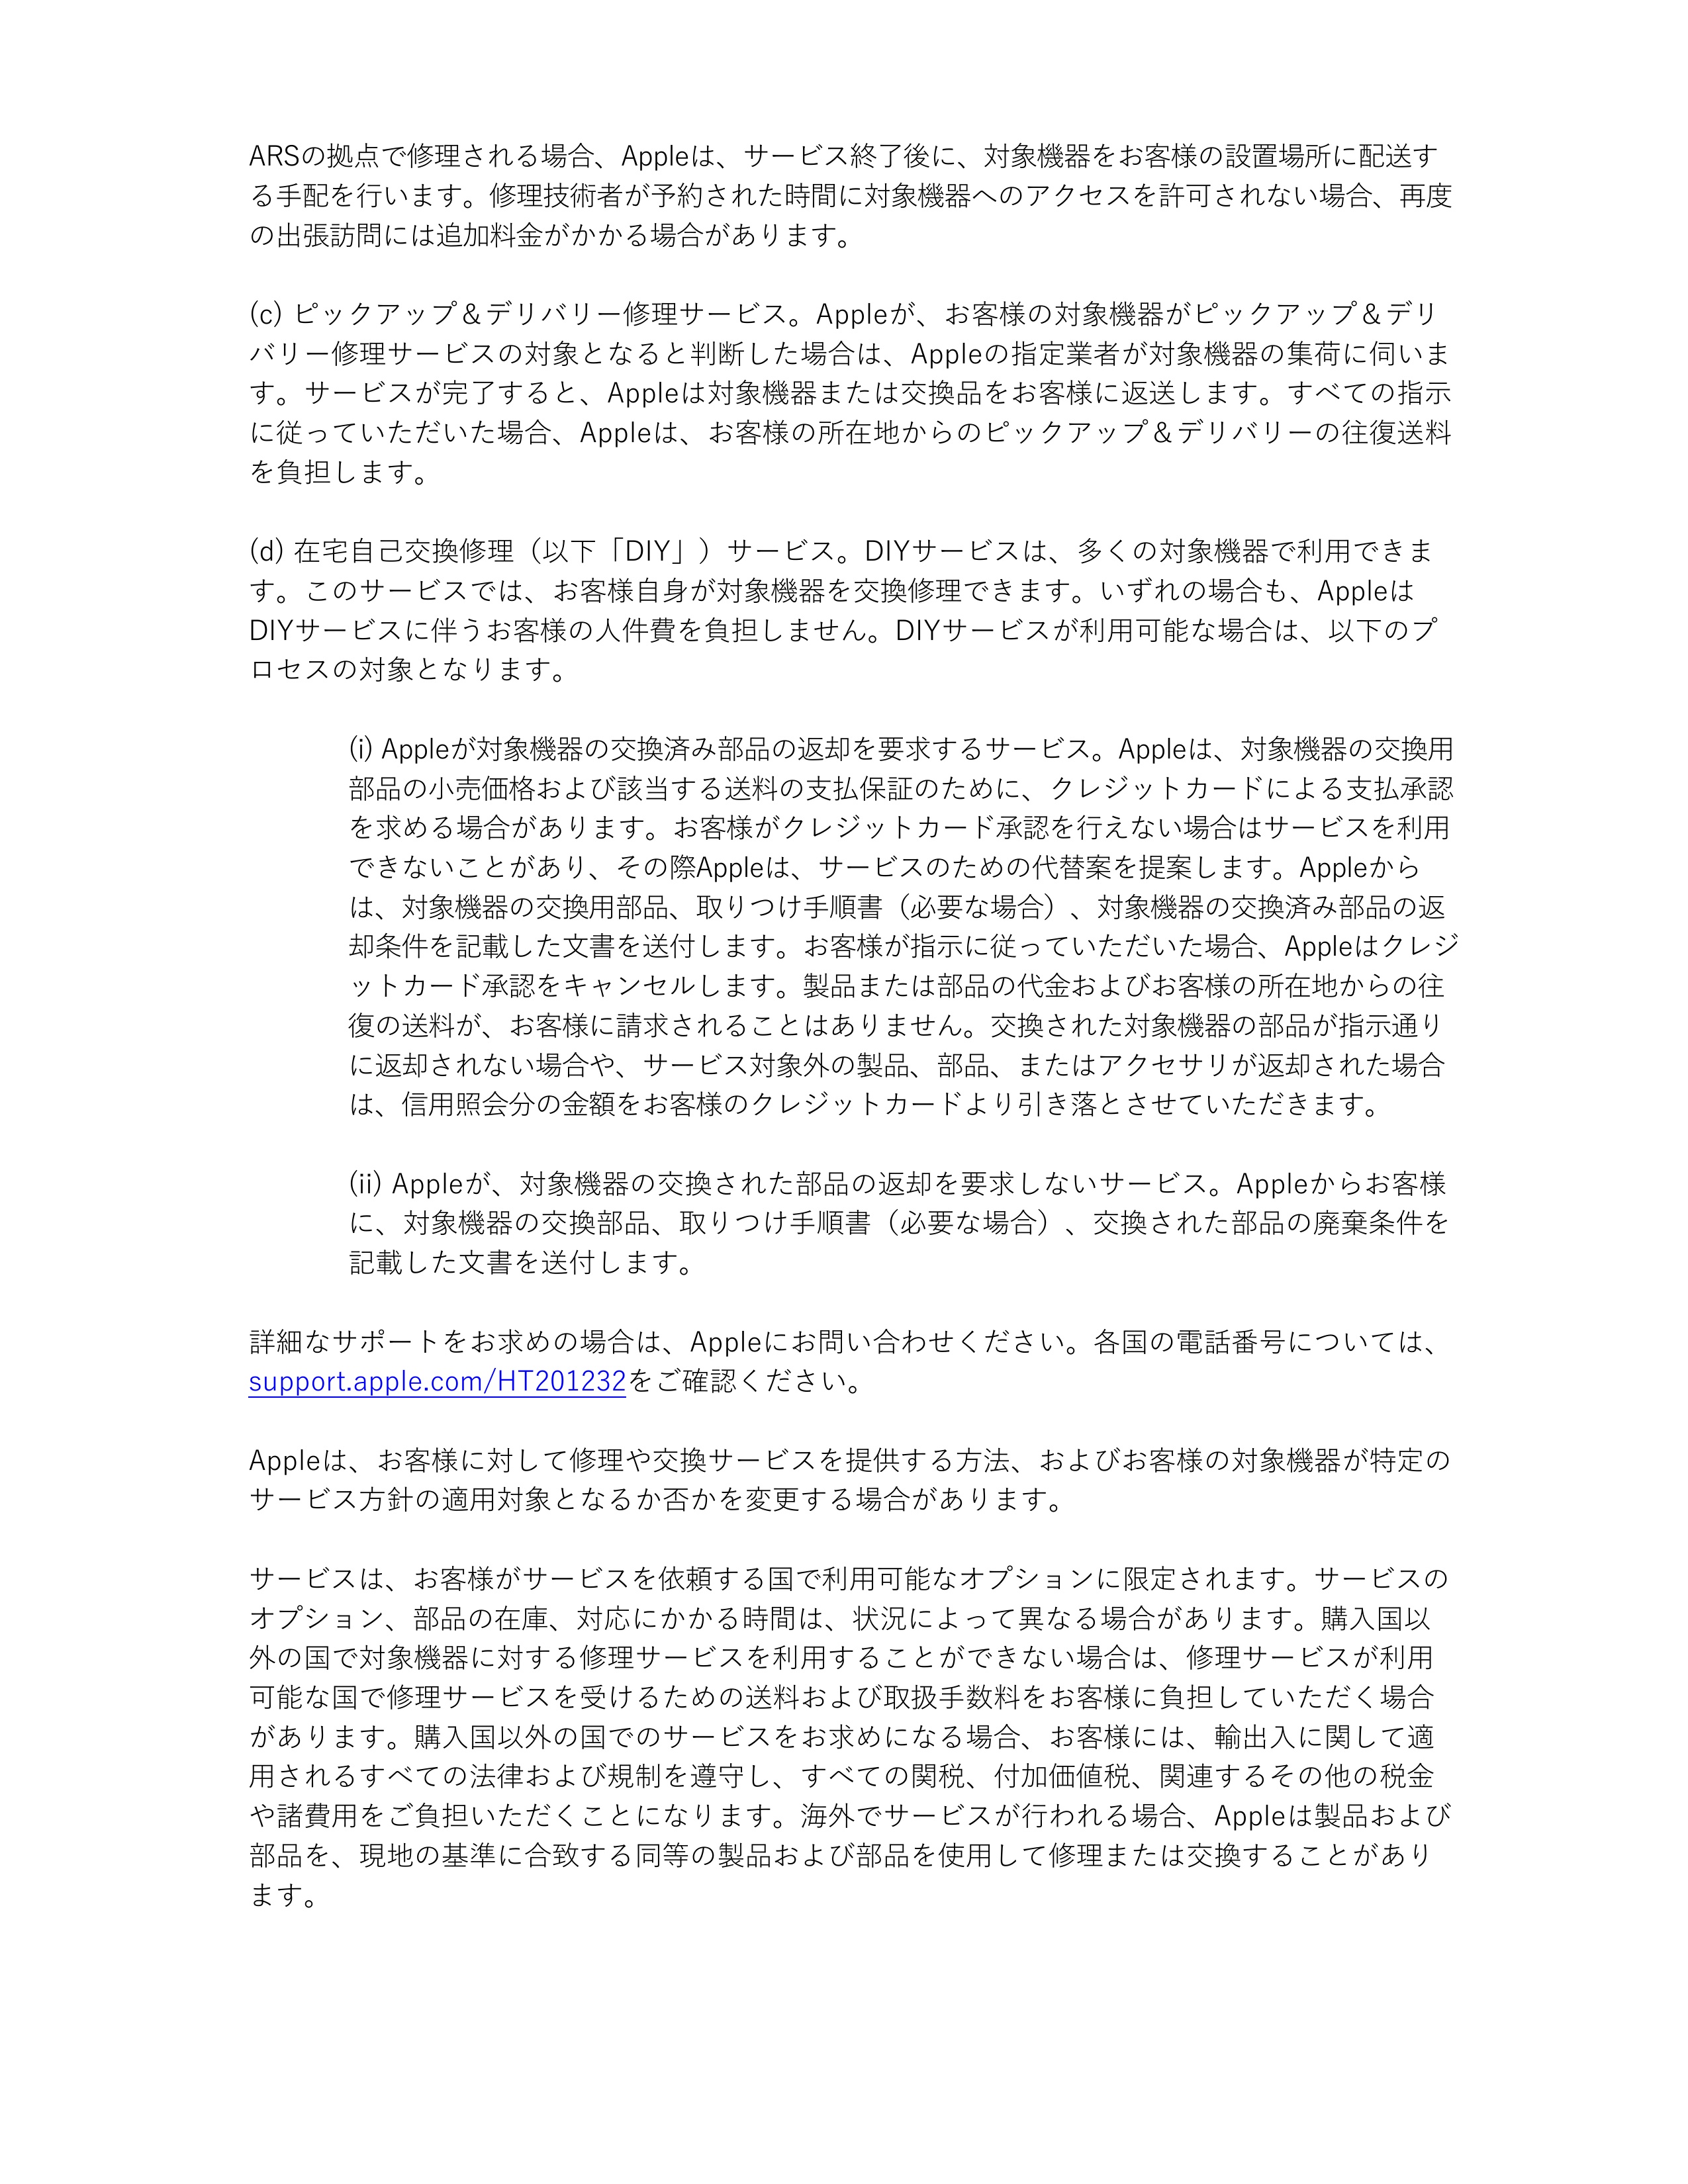 ARSの拠点で修理される場合、Appleは、サービス終了後に、対象機器をお客様の設置場所に配送す
る手配を行います。修理技術者が予約された時間に対象機器へのアクセスを許可されない場合、再度
の出張訪問には追加料金がかかる場合があります。
(c) ピックアップ＆デリバリー修理サービス。Appleが、お客様の対象機器がピックアップ＆デリ
バリー修理サービスの対象となると判断した場合は、Appleの指定業者が対象機器の集荷に伺いま
す。サービスが完了すると、Appleは対象機器または交換品をお客様に返送します。すべての指示
に従っていただいた場合、Appleは、お客様の所在地からのピックアップ＆デリバリーの往復送料
を負担します。
(d) 在宅自己交換修理（以下「DIY」）サービス。DIYサービスは、多くの対象機器で利用できま
す。このサービスでは、お客様自身が対象機器を交換修理できます。いずれの場合も、Appleは
DIYサービスに伴うお客様の人件費を負担しません。DIYサービスが利用可能な場合は、以下のプ
ロセスの対象となります。
(i) Appleが対象機器の交換済み部品の返却を要求するサービス。Appleは、対象機器の交換用
部品の小売価格および該当する送料の支払保証のために、クレジットカードによる支払承認
を求める場合があります。お客様がクレジットカード承認を行えない場合はサービスを利用
できないことがあり、その際Appleは、サービスのための代替案を提案します。Appleから
は、対象機器の交換用部品、取りつけ手順書（必要な場合）、対象機器の交換済み部品の返
却条件を記載した文書を送付します。お客様が指示に従っていただいた場合、Appleはクレジ
ットカード承認をキャンセルします。製品または部品の代金およびお客様の所在地からの往
復の送料が、お客様に請求されることはありません。交換された対象機器の部品が指示通り
に返却されない場合や、サービス対象外の製品、部品、またはアクセサリが返却された場合
は、信用照会分の金額をお客様のクレジットカードより引き落とさせていただきます。
(ii) Appleが、対象機器の交換された部品の返却を要求しないサービス。Appleからお客様
に、対象機器の交換部品、取りつけ手順書（必要な場合）、交換された部品の廃棄条件を
記載した文書を送付します。
詳細なサポートをお求めの場合は、Appleにお問い合わせください。各国の電話番号については、
support.apple.com/HT201232をご確認ください。
Appleは、お客様に対して修理や交換サービスを提供する方法、およびお客様の対象機器が特定の
サービス方針の適用対象となるか否かを変更する場合があります。
サービスは、お客様がサービスを依頼する国で利用可能なオプションに限定されます。サービスの
オプション、部品の在庫、対応にかかる時間は、状況によって異なる場合があります。購入国以
外の国で対象機器に対する修理サービスを利用することができない場合は、修理サービスが利用
可能な国で修理サービスを受けるための送料および取扱手数料をお客様に負担していただく場合
があります。購入国以外の国でのサービスをお求めになる場合、お客様には、輸出入に関して適
用されるすべての法律および規制を遵守し、すべての関税、付加価値税、関連するその他の税金
や諸費用をご負担いただくことになります。海外でサービスが行われる場合、Appleは製品および
部品を、現地の基準に合致する同等の製品および部品を使用して修理または交換することがあり
ます。